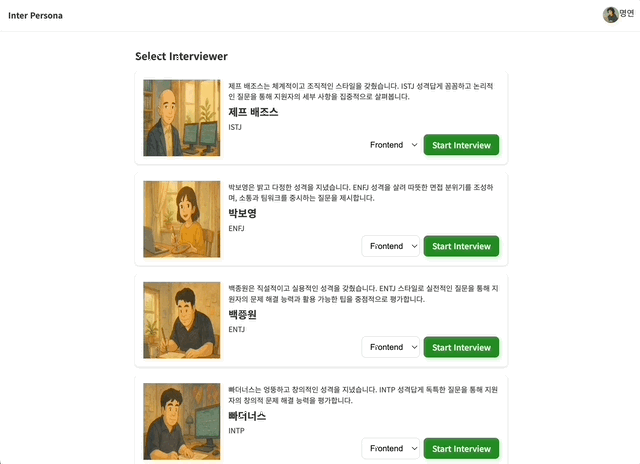 Inter Persona
명연
Select Interviewer
제프 배조스는 체계적이고 조직적인 스타일을 갖췄습니다. ISTJ 성격답게 꼼꼼하고 논리적
인 질문을 통해 지원자의 세부 사항을 집중적으로 살펴봅니다.
제프 배조스
ISTJ
Frontend
Start Interview
박보영은 밝고 다정한 성격을 지녔습니다. ENFJ 성격을 살려 따뜻한 면접 분위기를 조성하
며, 소통과 팀워크를 중시하는 질문을 제시합니다.
박보영
ENFJ
Frontend
Start Interview
백종원은 직설적이고 실용적인 성격을 갖췄습니다. ENTJ 스타일로 실전적인 질문을 통해 지
원자의 문제 해결 능력과 활용 가능한 팁을 중점적으로 평가합니다.
백종원
ENTJ
Frontend
Start Interview
빠더너스는 엉뚱하고 창의적인 성격을 지녔습니다. INTP 성격답게 독특한 질문을 통해 지원
자의 창의적 문제 해결 능력을 평가합니다.
빠더너스
INTP
Frontend
Start Interview